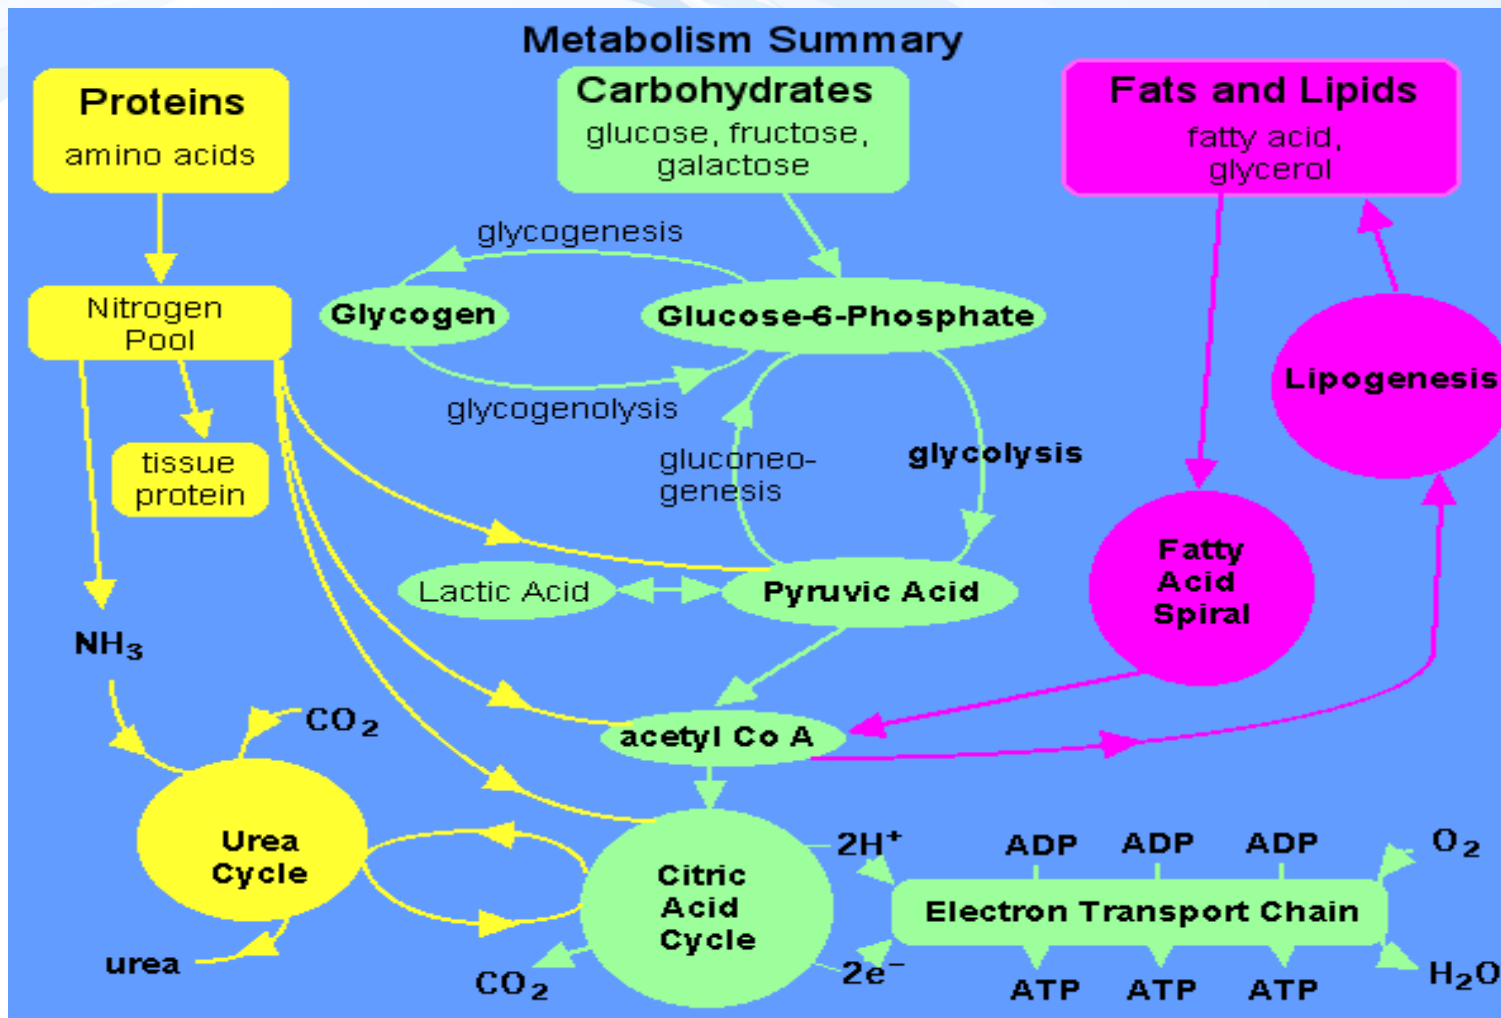 Metabolism Summary
Proteins
amino acids
Carbohydrates
glucose, fructose,
galactose
Fats and Lipids
fatty acid,
glycerol
glycogenesis
Nitrogen
Pool
Glycogen
Glucose-6-Phosphate
Lipogenesis
glycogenolysis
tissue
protein
gluconeo-
genesis
glycolysis
Fatty
Acid
Spiral
Lactic Acid
Pyruvic Acid
NH₃
CO₂
acetyl Co A
Urea
Cycle
Citric
Acid
Cycle
2H⁺
ADP
ADP
ADP
O₂
Electron Transport Chain
urea
CO₂
2e⁻
ATP
ATP
ATP
H₂O